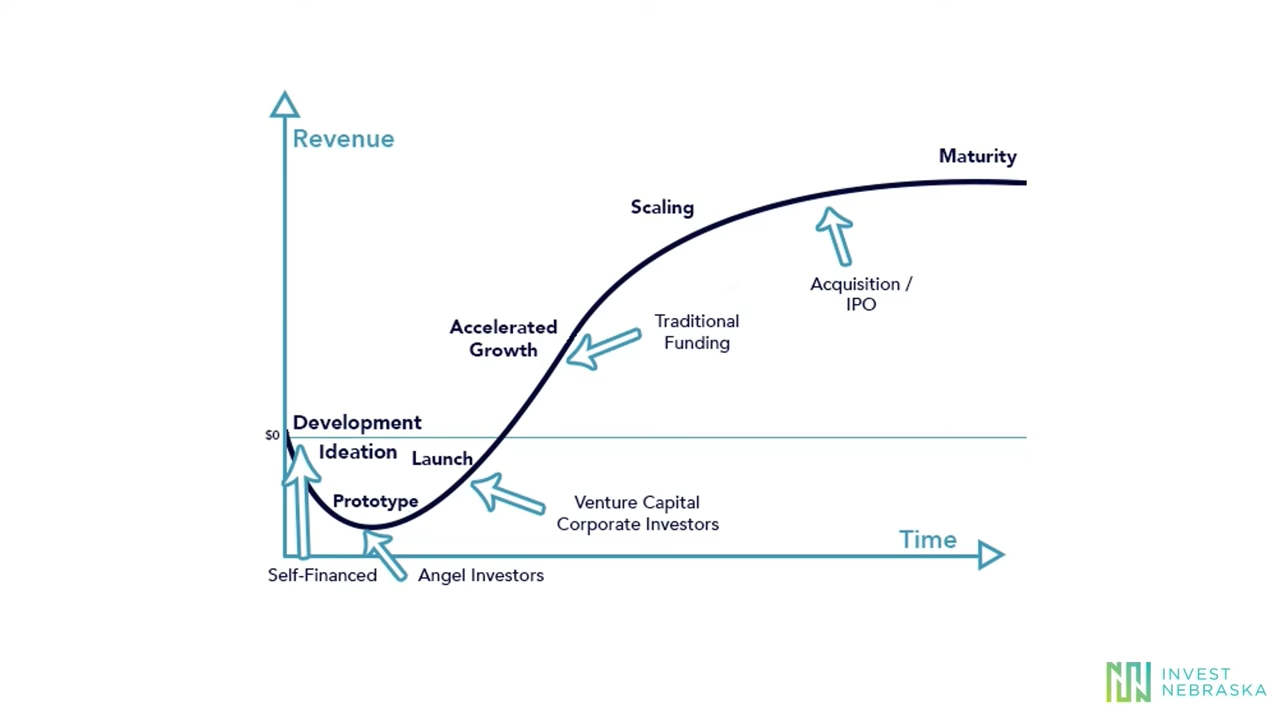 Revenue
Maturity
Scaling
Acquisition /
IPO
Accelerated
Growth
Traditional
Funding
Development
$0
Ideation
Launch
Prototype
Venture Capital
Corporate Investors
Time
Self-Financed
Angel Investors
INVEST
NEBRASKA